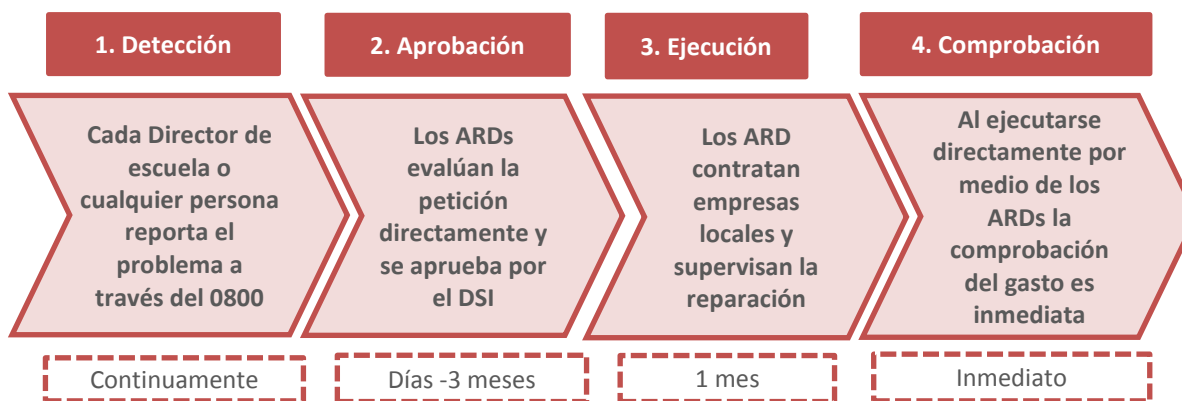 1. Detección
2. Aprobación
3. Ejecución
4. Comprobación
Cada Director de
escuela o
cualquier persona
reporta el
problema a
través del 0800
Los ARDs
evalúan la
petición
directamente y
se aprueba por
el DSI
Los ARD
contratan
empresas
locales y
supervisan la
reparación
Al ejecutarse
directamente por
medio de los
ARDs la
comprobación
del gasto es
inmediata
Continuamente
Días -3 meses
1 mes
Inmediato